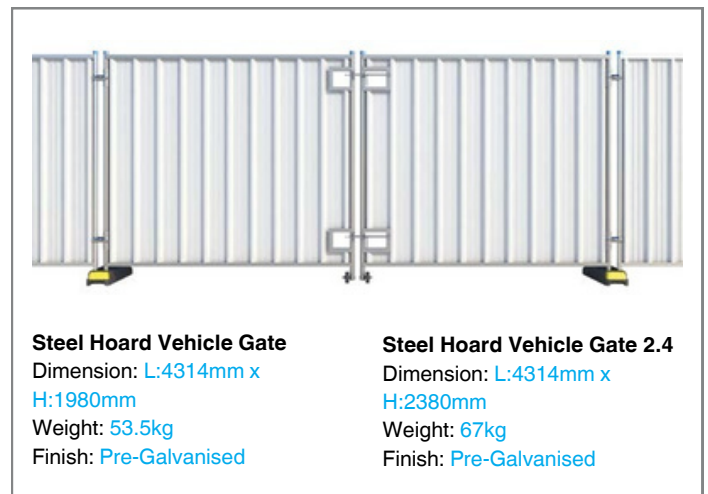 Steel Hoard Vehicle Gate
Dimension: L:4314mm x
H:1980mm
Weight: 53.5kg
Finish: Pre-Galvanised
Steel Hoard Vehicle Gate 2.4
Dimension: L:4314mm x
H:2380mm
Weight: 67kg
Finish: Pre-Galvanised